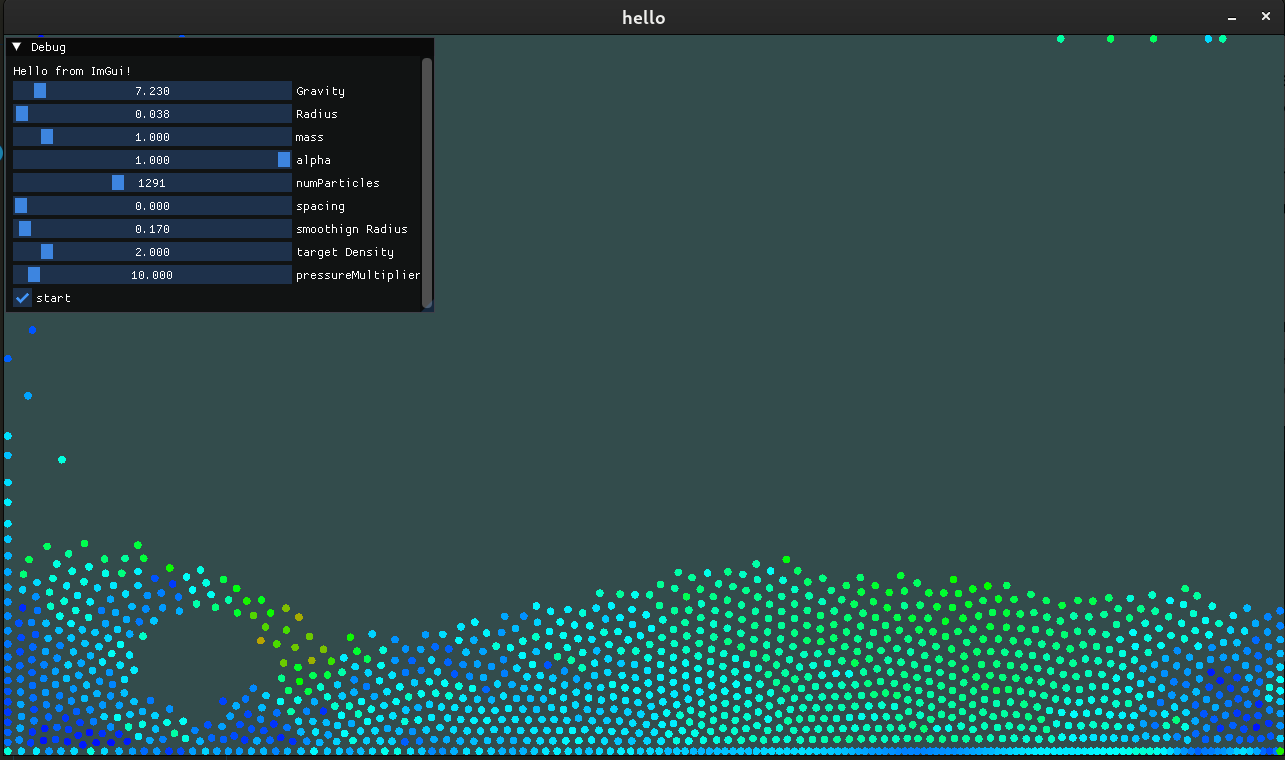 hello
Debug
Hello from ImGui!
7.230 Gravity
0.038 Radius
1.000 mass
1.000 alpha
1291 numParticles
0.000 spacing
0.170 smoothign Radius
2.000 target Density
10.000 pressureMultiplier
start